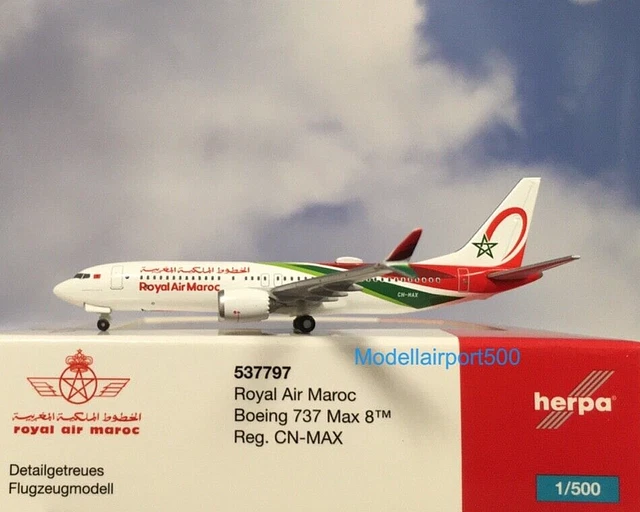 الخطوط الملكية المغربية
Royal Air Maroc
CN-MAX
Modellairport500
الخطوط الملكية المغربية
royal air maroc
Detailgetreues
Flugzeugmodell
537797
Royal Air Maroc
Boeing 737 Max 8™
Reg. CN-MAX
herpa®
1/500